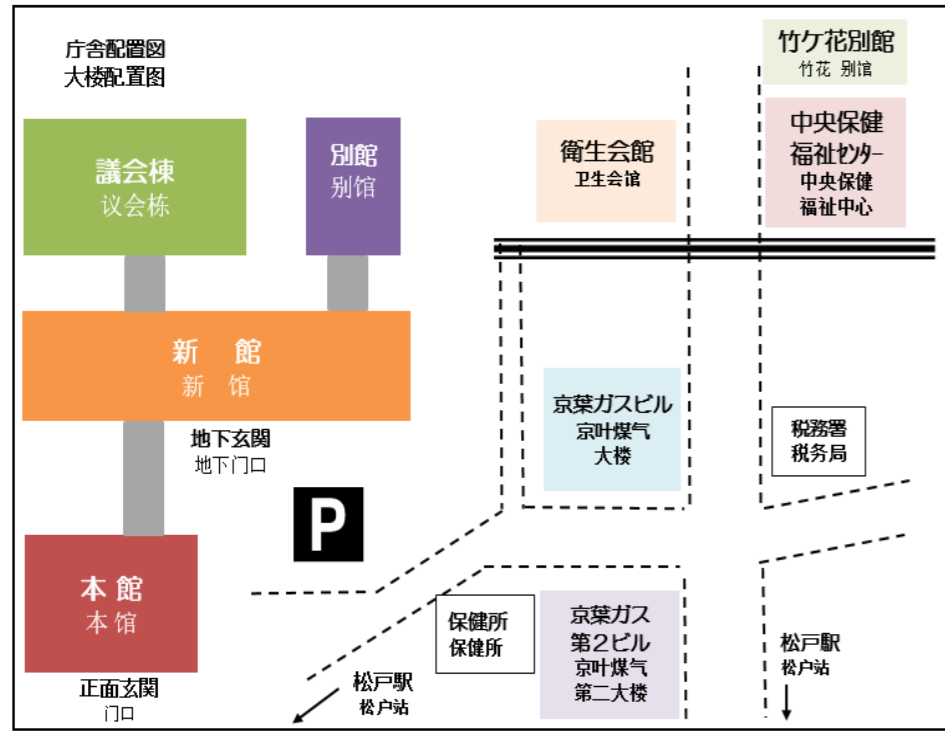 庁舎配置図
大楼配置图
竹ケ花別館
竹花 别馆
議会棟
议会栋
別館
别馆
衛生会館
卫生会馆
中央保健
福祉センター
中央保健
福祉中心
新 館
新 馆
地下玄関
地下门口
京葉ガスビル
京叶煤气
大楼
税務署
税务局
P
本館
本馆
正面玄関
门口
保健所
保健所
京葉ガス
第２ビル
京叶煤气
第二大楼
松戸駅
松户站
松戸駅
松户站